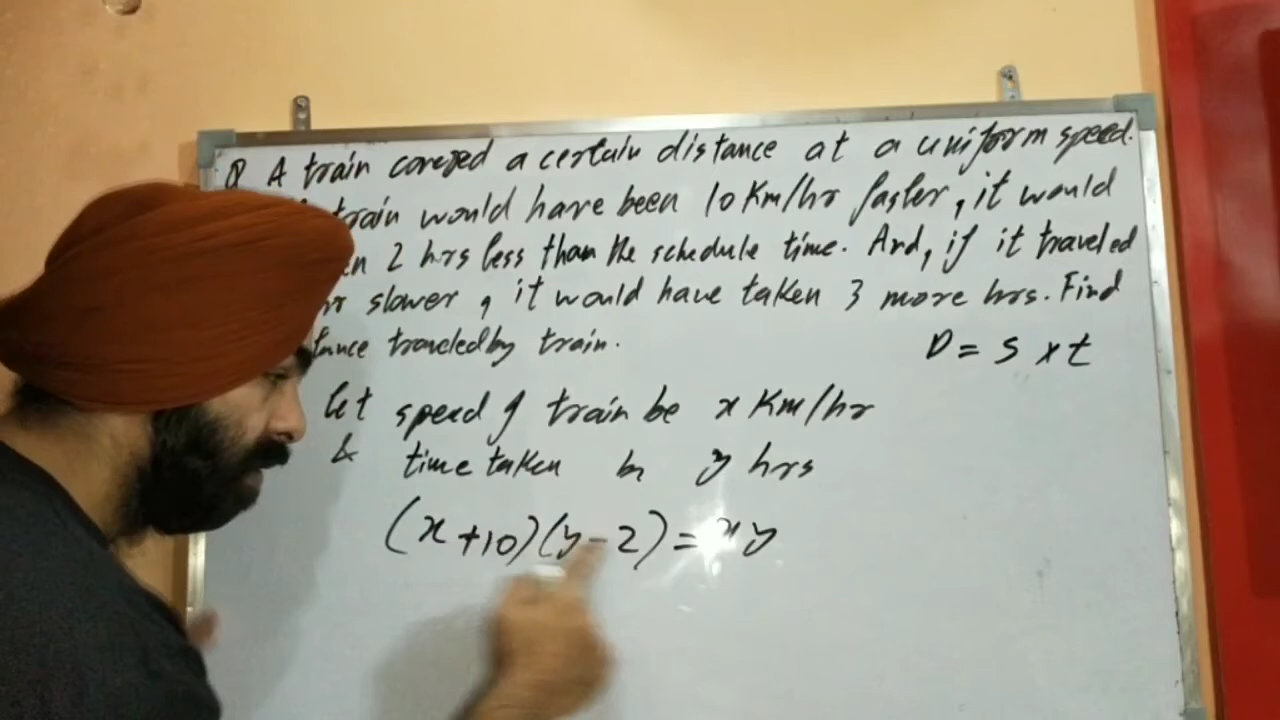 Q A train covered a certain distance at a uniform speed.
train would have been 10 Km/hr faster, it would
2 hrs less than the schedule time. And, if it traveled
slower, it would have taken 3 more hrs. Find
traveled by train.
D = s x t
let speed of train be x Km/hr
& time taken be y hrs
(x+10)(y-2) = xy